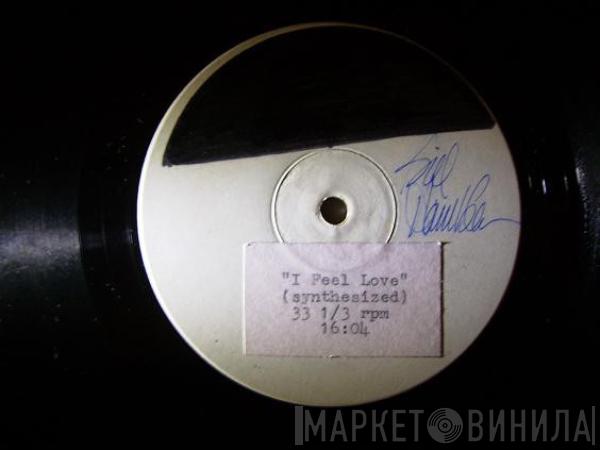 "I Feel Love"
(synthesized)
33 1/3 rpm
16:04
МАРКЕТ ВИНИЛА